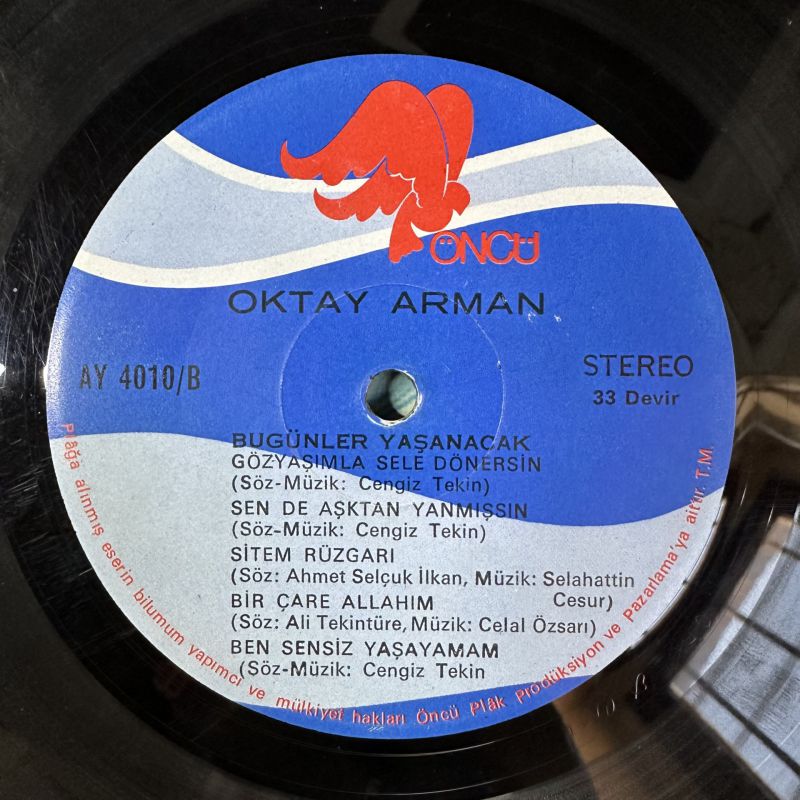 ÖNCÜ
OKTAY ARMAN
AY 4010/B
STEREO
33 Devir
BUGÜNLER YAŞANACAK
GÖZYAŞIMLA SELE DÖNERSİN
(Söz-Müzik: Cengiz Tekin)
SEN DE AŞKTAN YANMIŞSIN
(Söz-Müzik: Cengiz Tekin)
SİTEM RÜZGARI
(Söz: Ahmet Selçuk İlkan, Müzik: Selahattin
Cesur)
BİR ÇARE ALLAHIM
(Söz: Ali Tekintüre, Müzik: Celal Özsarı)
BEN SENSİZ YAŞAYAMAM
(Söz-Müzik: Cengiz Tekin
Plâğa alınmış eserin bilumum yapımcı ve mülkiyet hakları Öncü Plâk Prodüksiyon ve Pazarlama'ya aittir. T.M.